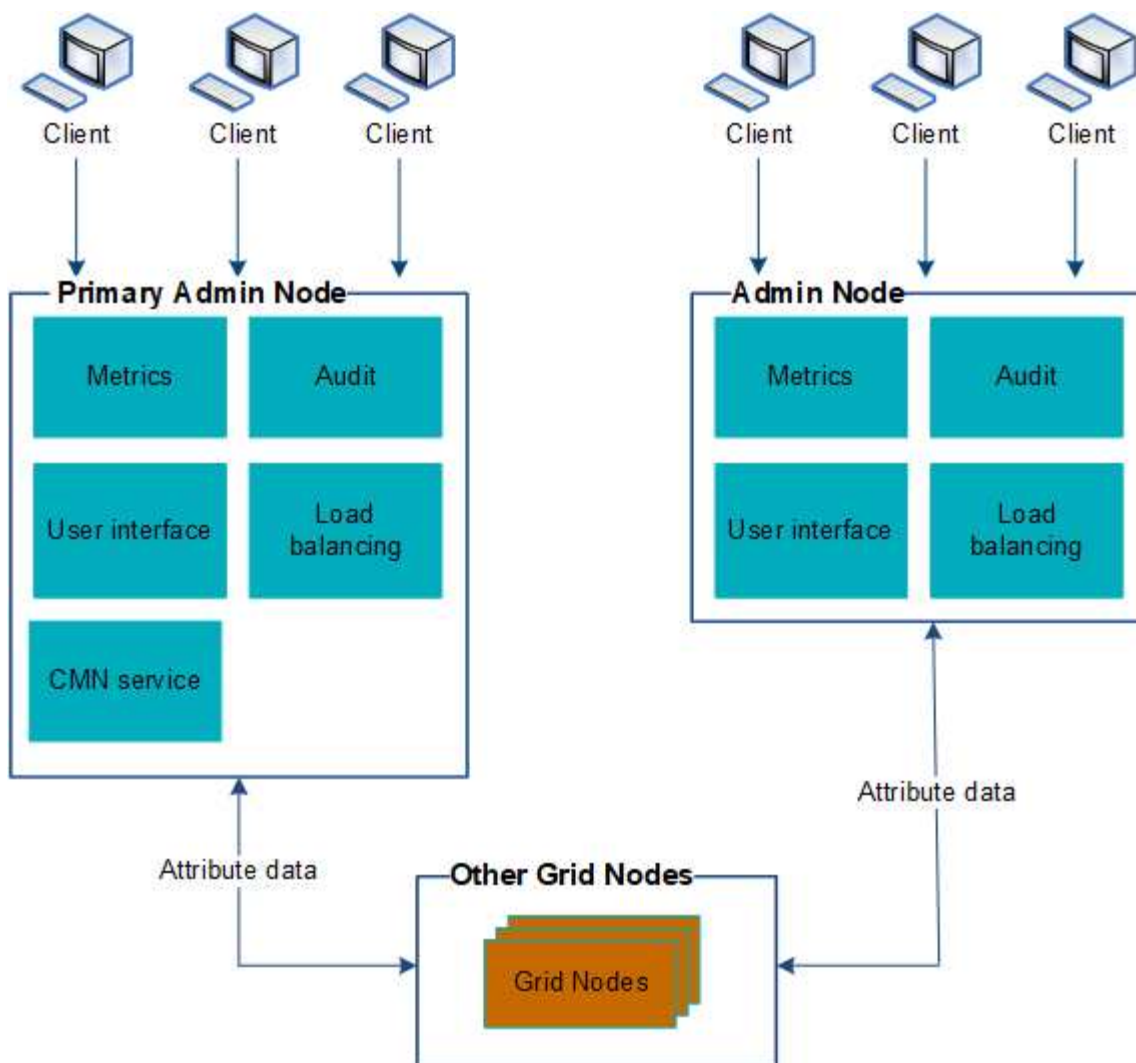 Client
Client
Client
Client
Client
Client
Primary Admin Node
Metrics
Audit
User interface
Load
balancing
CMN service
Admin Node
Metrics
Audit
User interface
Load
balancing
Attribute data
Attribute data
Other Grid Nodes
Grid Nodes